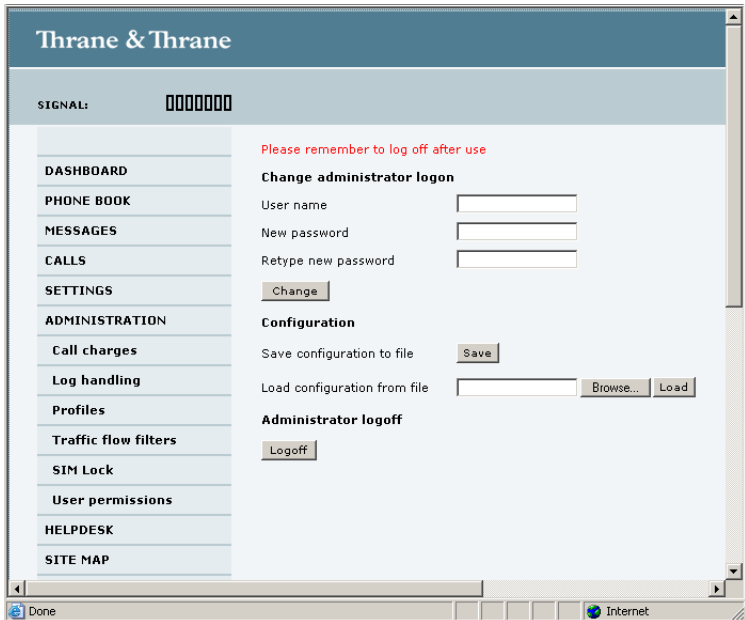 Thrane & Thrane
SIGNAL:
Please remember to log off after use
DASHBOARD
Change administrator logon
PHONE BOOK
User name
MESSAGES
New password
CALLS
Retype new password
SETTINGS
Change
ADMINISTRATION
Configuration
Call charges
Save configuration to file Save
Log handling
Load configuration from file Browse... Load
Profiles
Administrator logoff
Traffic flow filters
Logoff
SIM Lock
User permissions
HELPDESK
SITE MAP
Done Internet